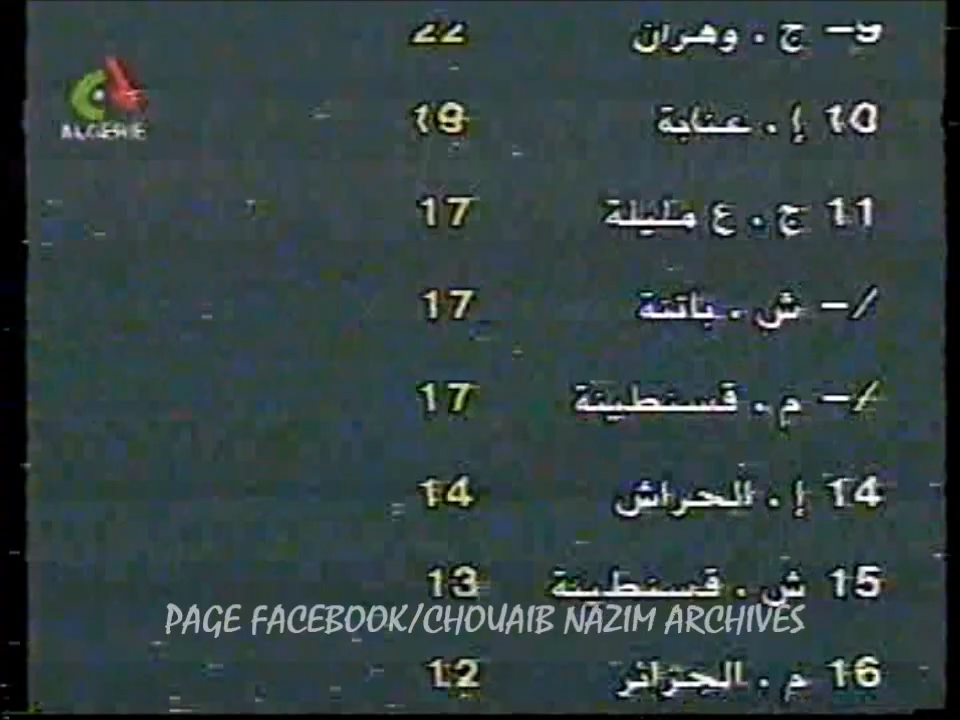 9- ج . وهران 22
ALGERIE
10 إ . عنابة 19
11 ج . ع مليلة 17
/- ش . باتنة 17
/- م . قسنطينة 17
14 إ . الحراش 14
15 ش . قسنطينة 13
PAGE FACEBOOK/CHOUAIB NAZIM ARCHIVES
16 م . الجزائر 12